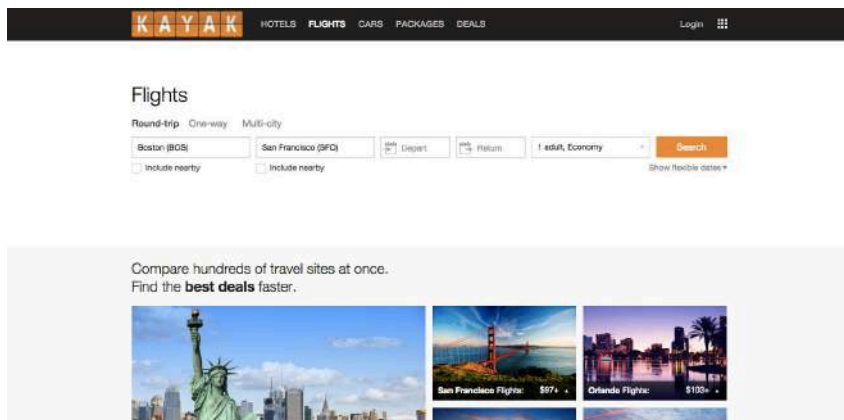 KAYAK HOTELS FLIGHTS CARS PACKAGES DEALS Login
Flights
Round-trip One-way Multi-city
Boston (BOS) San Francisco (SFO) Depart Return 1 adult, Economy Search
Include nearby Include nearby Show flexible dates
Compare hundreds of travel sites at once.
Find the best deals faster.
San Francisco Flights: $97+ Orlando Flights: $103+